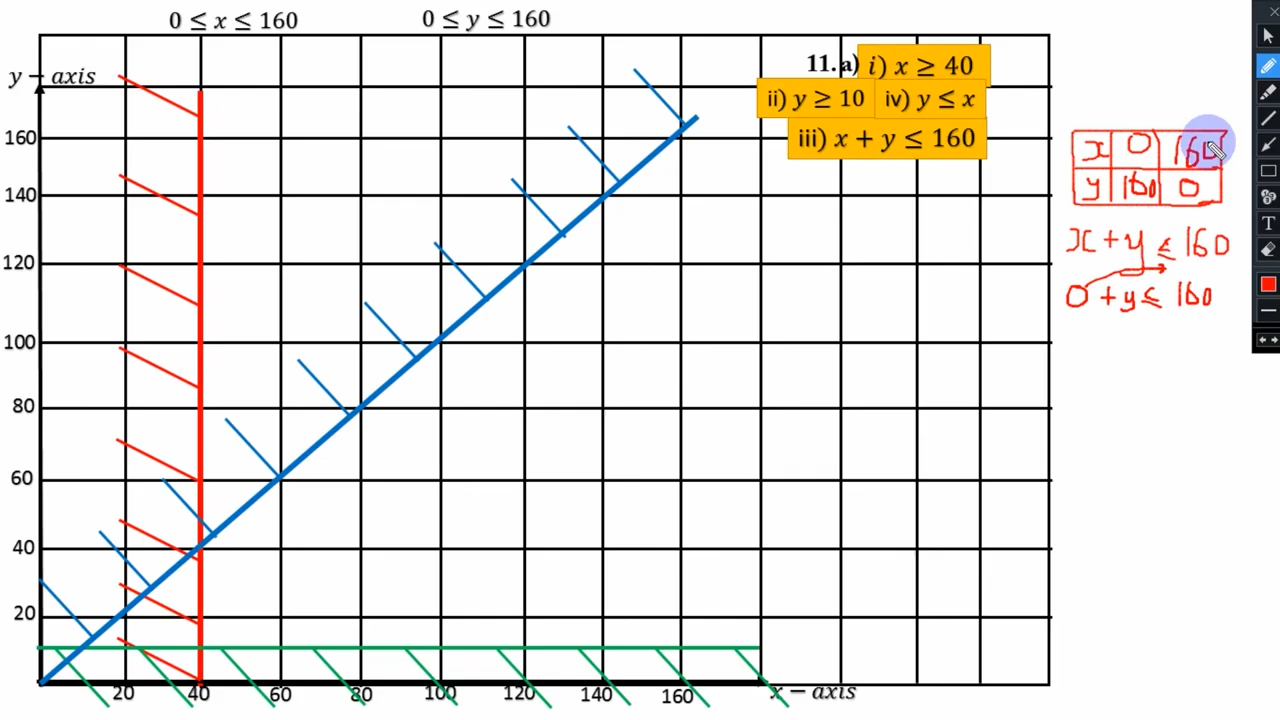 0 ≤ x ≤ 160 0 ≤ y ≤ 160
y − axis
11. a) i) x ≥ 40
ii) y ≥ 10 iv) y ≤ x
iii) x + y ≤ 160
x 0 160
y 160 0
x + y ≤ 160
0 + y ≤ 160
160
140
120
100
80
60
40
20
20 40 60 80 100 120 140 160 x − axis
T